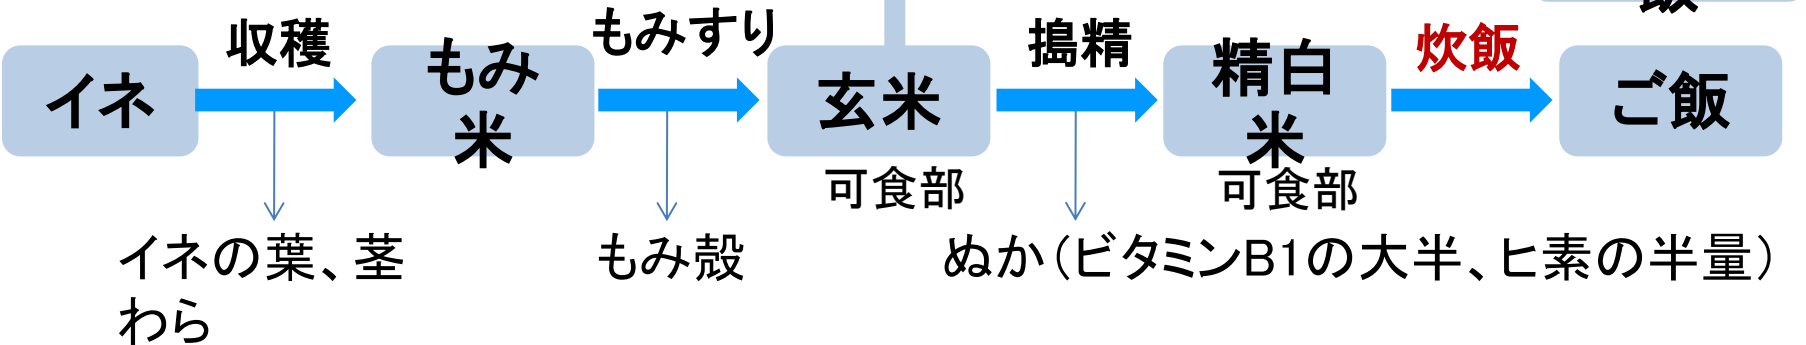 飯
収穫
もみすり
搗精
炊飯
イネ
もみ
米
玄米
精白
米
ご飯
可食部
可食部
イネの葉、茎
わら
もみ殻
ぬか(ビタミンB1の大半、ヒ素の半量)